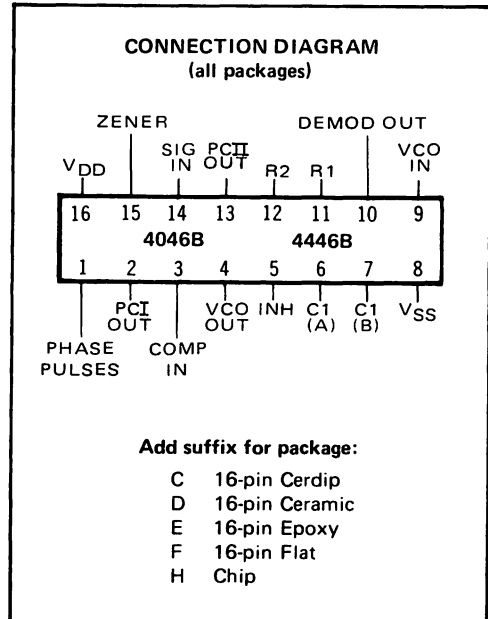 CONNECTION DIAGRAM
(all packages)
ZENER DEMOD OUT
VDD SIG IN PCII OUT R2 R1 VCO IN
16 15 14 13 12 11 10 9
4046B 4446B
1 2 3 4 5 6 7 8
PHASE PULSES PCI OUT COMP IN VCO OUT INH C1 (A) C1 (B) VSS
Add suffix for package:
C 16-pin Cerdip
D 16-pin Ceramic
E 16-pin Epoxy
F 16-pin Flat
H Chip